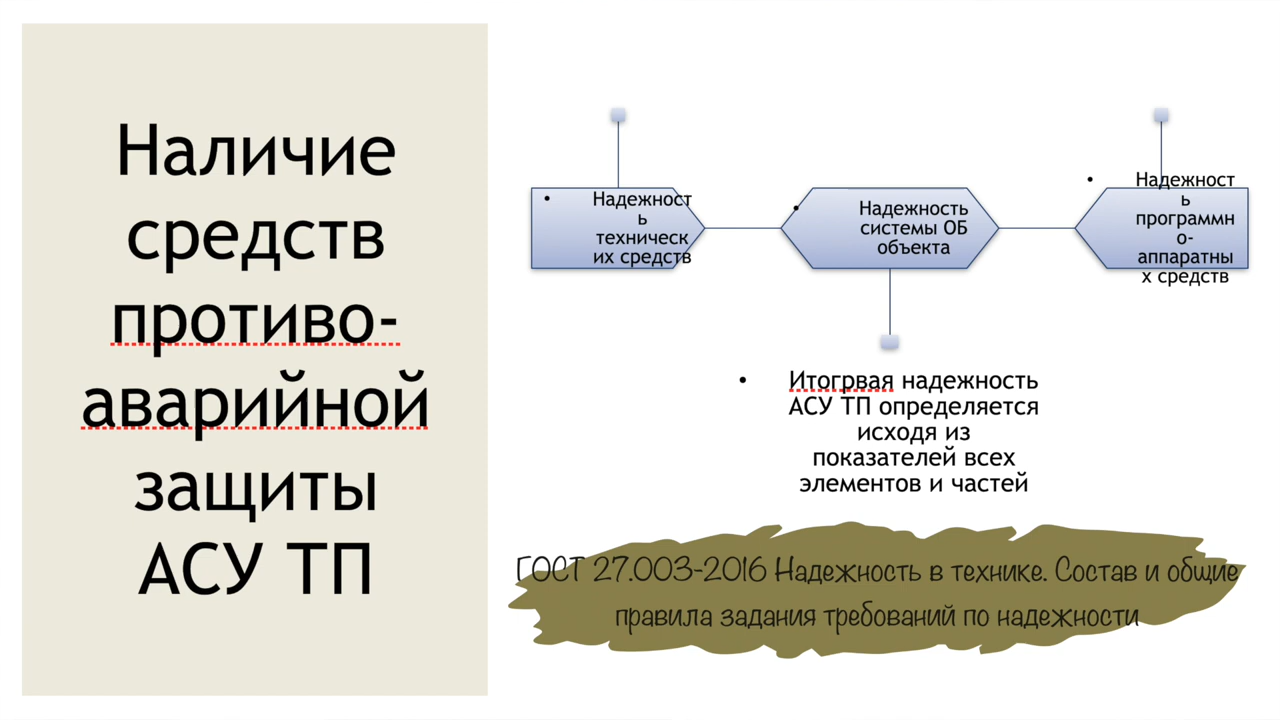 Наличие
средств
противо-
аварийной
защиты
АСУ ТП
• Надежност
ь
техническ
их средств
• Надежность
системы ОБ
объекта
• Надежност
ь
программн
о-
аппаратны
х средств
• Итогрвая надежность
АСУ ТП определяется
исходя из
показателей всех
элементов и частей
ГОСТ 27.003-2016 Надежность в технике. Состав и общие
правила задания требований по надежности